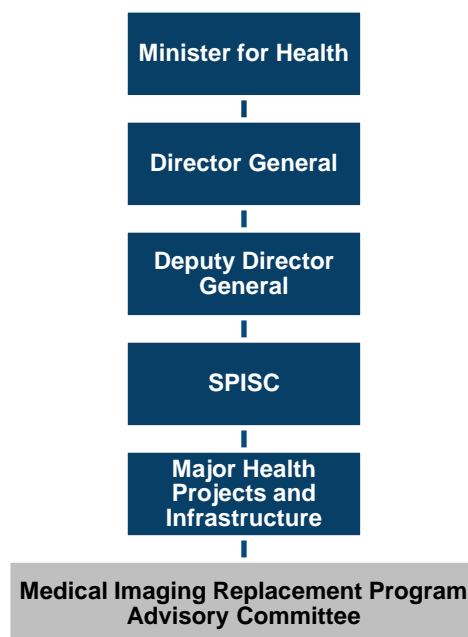 Minister for Health
Director General
Deputy Director
General
SPISC
Major Health
Projects and
Infrastructure
Medical Imaging Replacement Program
Advisory Committee